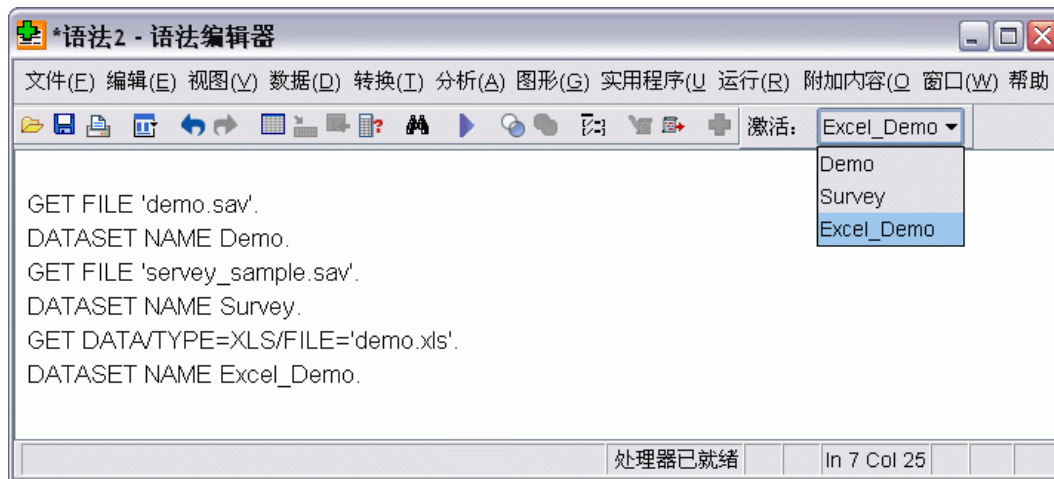 *语法2 - 语法编辑器
文件(F) 编辑(E) 视图(V) 数据(D) 转换(T) 分析(A) 图形(G) 实用程序(U 运行(R) 附加内容(O 窗口(W) 帮助
激活: Excel_Demo
Demo
Survey
Excel_Demo
GET FILE 'demo.sav'.
DATASET NAME Demo.
GET FILE 'servey_sample.sav'.
DATASET NAME Survey.
GET DATA/TYPE=XLS/FILE='demo.xls'.
DATASET NAME Excel_Demo.
处理器已就绪 In 7 Col 25